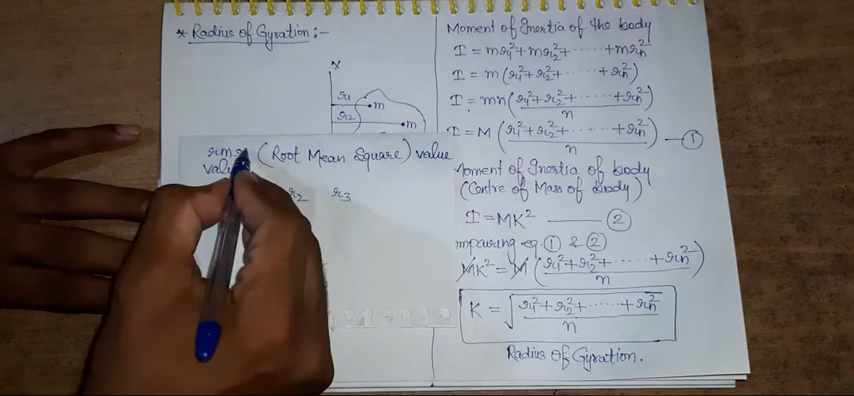 * Radius of Gyration :-
r1
m
r2
m
rms (Root Mean Square) value
r2 r3
Moment of Inertia of the body
I = mr1²+mr2²+ ...... +mrn²
I = m (r1²+r2²+ ...... +rn²)
I = mn (r1²+r2²+ ...... +rn²)
n
I = M (r1²+r2²+ ...... +rn²) — ①
n
Moment of Inertia of body
(Centre of Mass of body)
I = MK² — ②
mparing eq. ① & ②
MK² = M (r1²+r2²+ ...... +rn²)
n
K = √r1²+r2²+ ...... +rn²
n
Radius of Gyration.